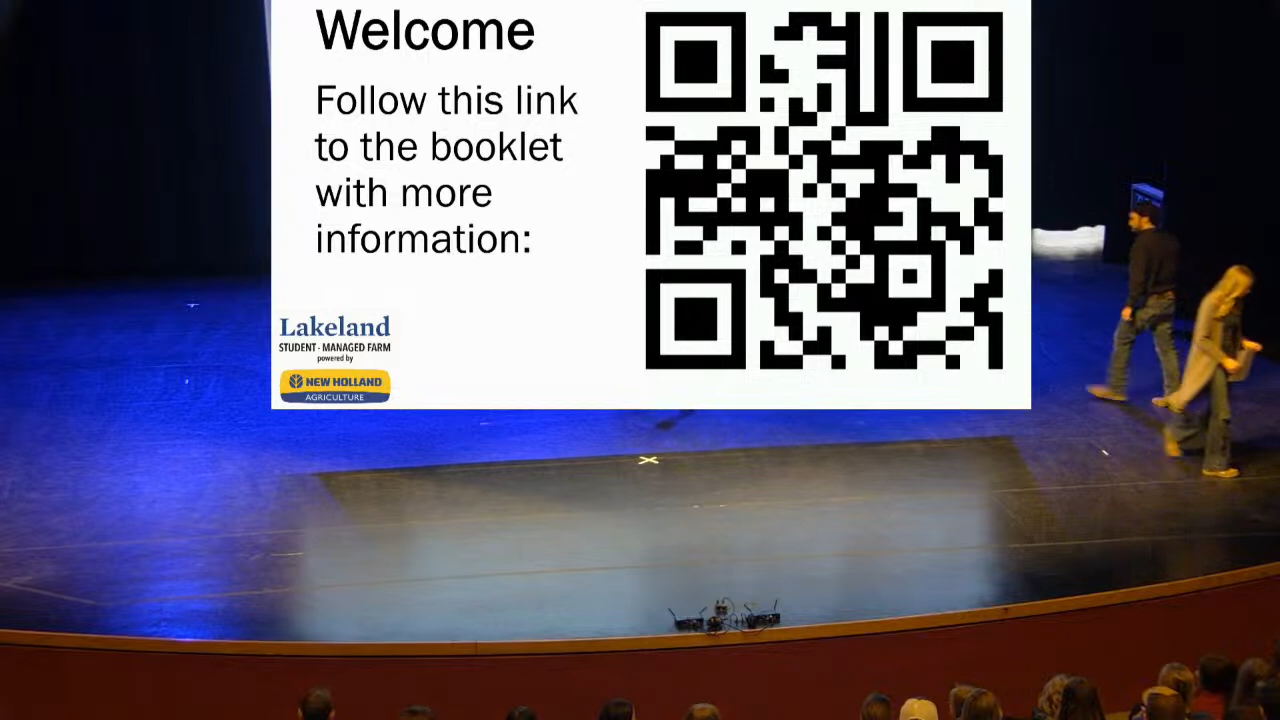 Welcome
Follow this link
to the booklet
with more
information:
Lakeland
STUDENT - MANAGED FARM
powered by
NEW HOLLAND
AGRICULTURE